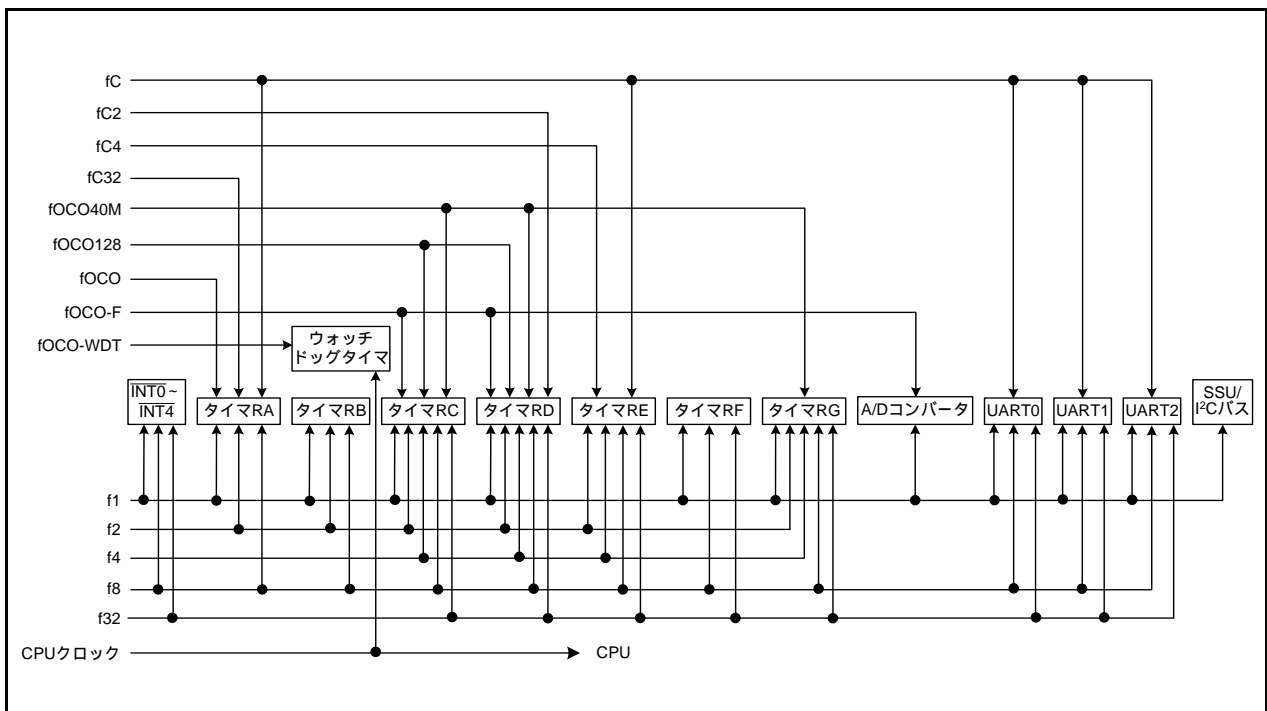 fC
fC2
fC4
fC32
fOCO40M
fOCO128
fOCO
fOCO-F
fOCO-WDT
ウォッチ
ドッグタイマ
INT0~
INT4
タイマRA
タイマRB
タイマRC
タイマRD
タイマRE
タイマRF
タイマRG
A/Dコンバータ
UART0
UART1
UART2
SSU/
I²Cバス
f1
f2
f4
f8
f32
CPUクロック
CPU